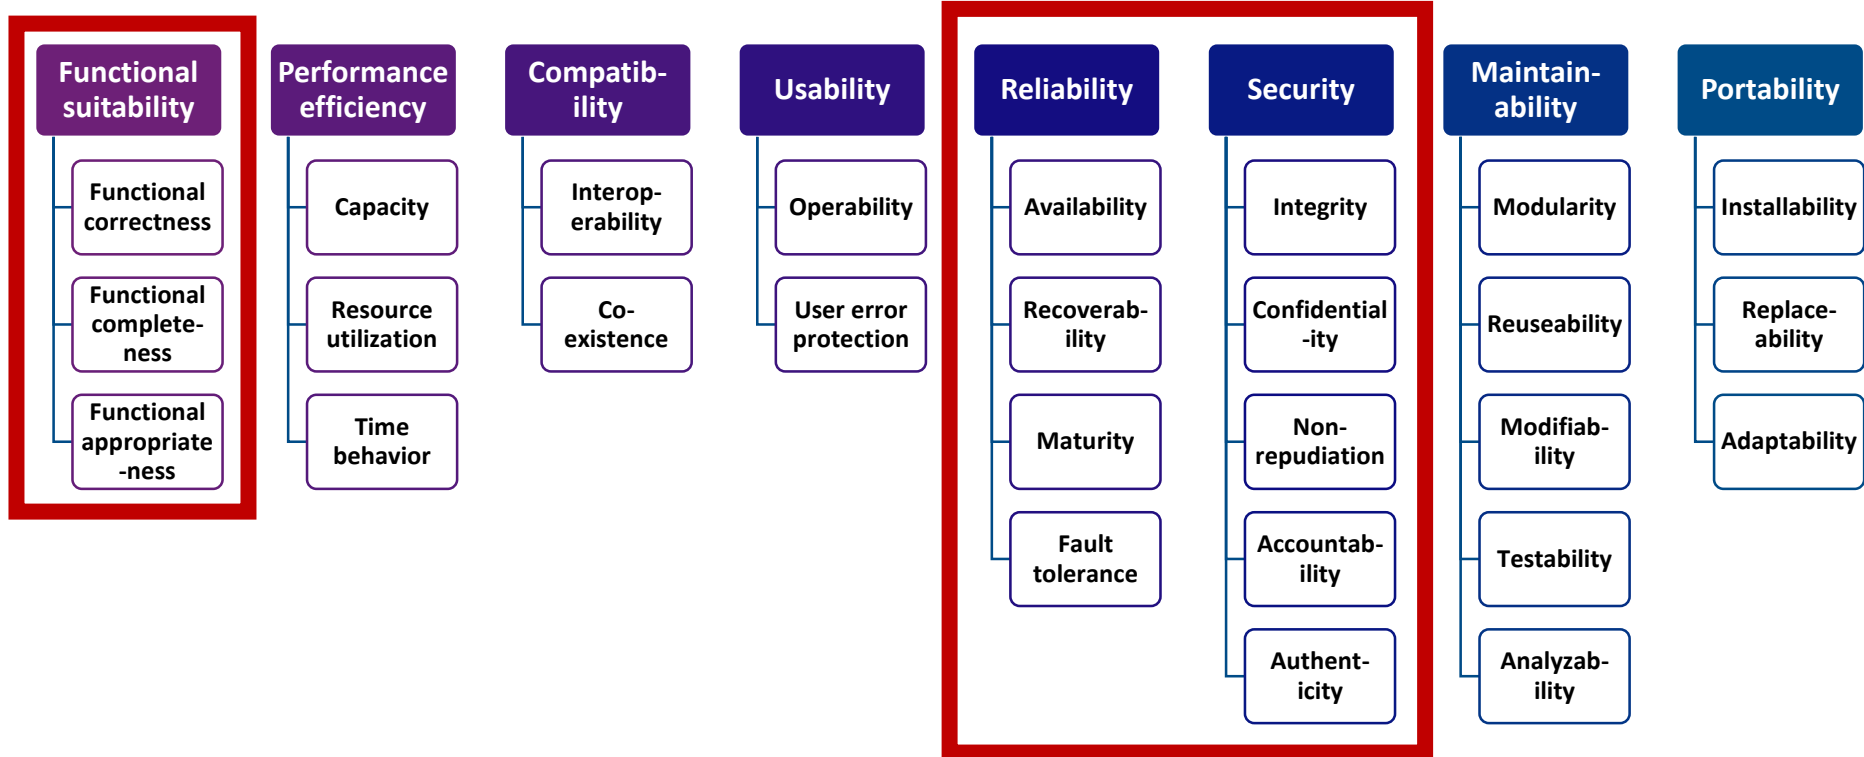 Functional
suitability
Functional
correctness
Functional
complete-
ness
Functional
appropriate
-ness
Performance
efficiency
Capacity
Resource
utilization
Time
behavior
Compatib-
ility
Interop-
erability
Co-
existence
Usability
Operability
User error
protection
Reliability
Availability
Recoverab-
ility
Maturity
Fault
tolerance
Security
Integrity
Confidential
-ity
Non-
repudiation
Accountab-
ility
Authent-
icity
Maintain-
ability
Modularity
Reuseability
Modifiab-
ility
Testability
Analyzab-
ility
Portability
Installability
Replace-
ability
Adaptability